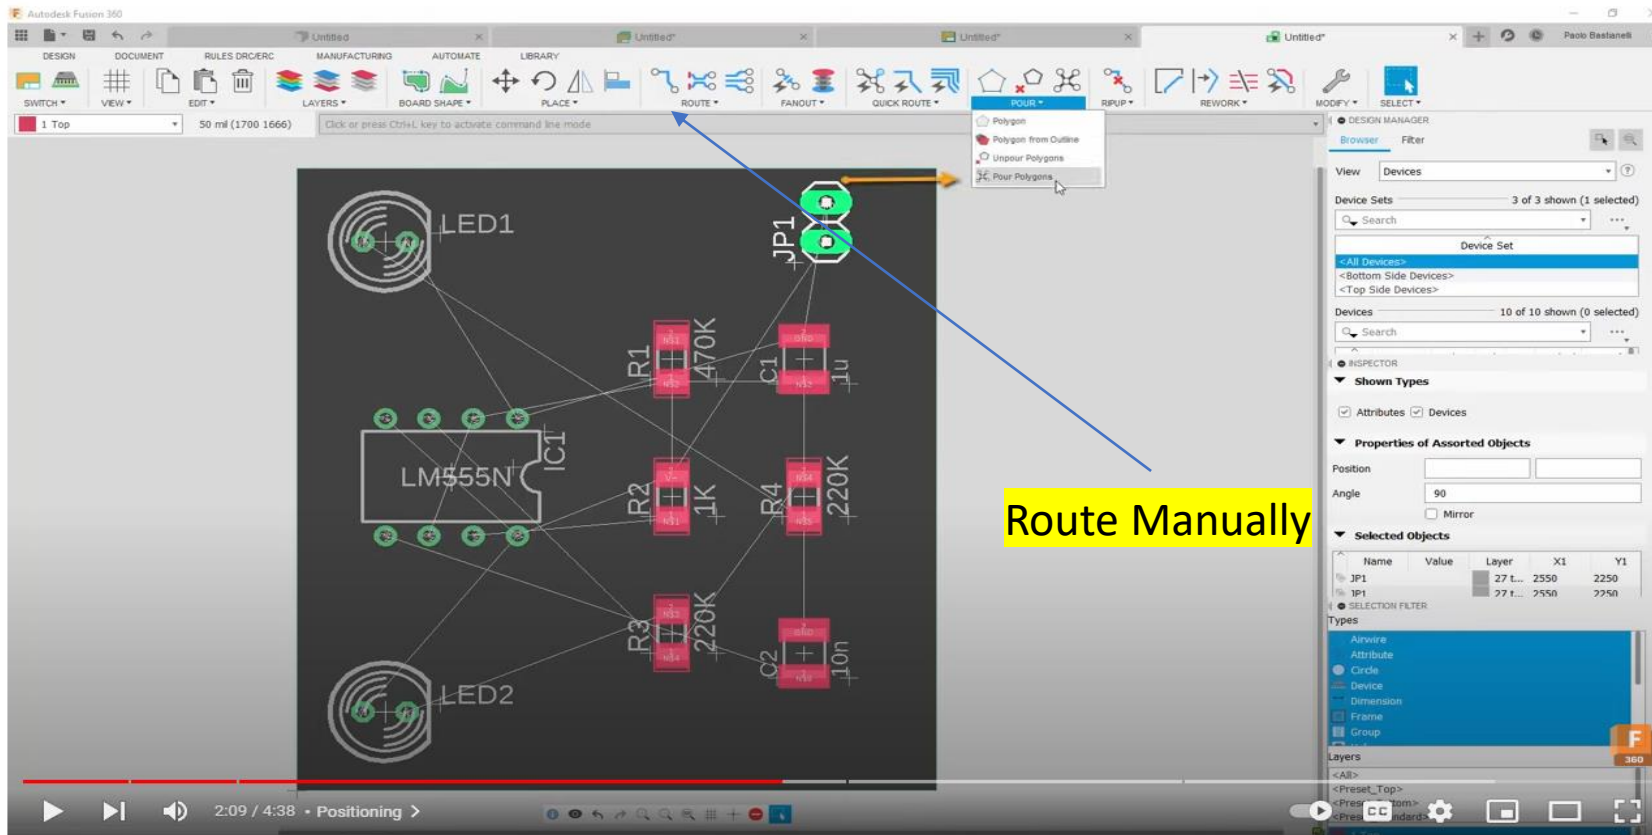 Autodesk Fusion 360
Untitled
Untitled*
Untitled*
Untitled*
Paolo Bastianelli
DESIGN
DOCUMENT
RULES DRC/ERC
MANUFACTURING
AUTOMATE
LIBRARY
SWITCH
VIEW
EDIT
LAYERS
BOARD SHAPE
PLACE
ROUTE
FANOUT
QUICK ROUTE
POUR
RIPUP
REWORK
MODIFY
SELECT
1 Top
50 mil (1700 1666)
Click or press Ctrl+L key to activate command line mode
Polygon
Polygon from Outline
Unpour Polygons
Pour Polygons
DESIGN MANAGER
Browser
Filter
View
Devices
Device Sets
3 of 3 shown (1 selected)
Search
Device Set
<All Devices>
<Bottom Side Devices>
<Top Side Devices>
Devices
10 of 10 shown (0 selected)
Search
INSPECTOR
Shown Types
Attributes
Devices
Properties of Assorted Objects
Position
Angle
90
Mirror
Selected Objects
Name Value Layer X1 Y1
JP1 27 t... 2550 2250
JP1 27 t... 2550 2250
SELECTION FILTER
Types
Airwire
Attribute
Circle
Device
Dimension
Frame
Group
Layers
<All>
<Preset_Top>
LED1
JP1
R1
470K
C1
1u
GND
LM555N
IC1
R2
1K
R4
220K
R3
220K
C2
10n
GND
LED2
Route Manually
F
360
2:09 / 4:38 • Positioning
CC